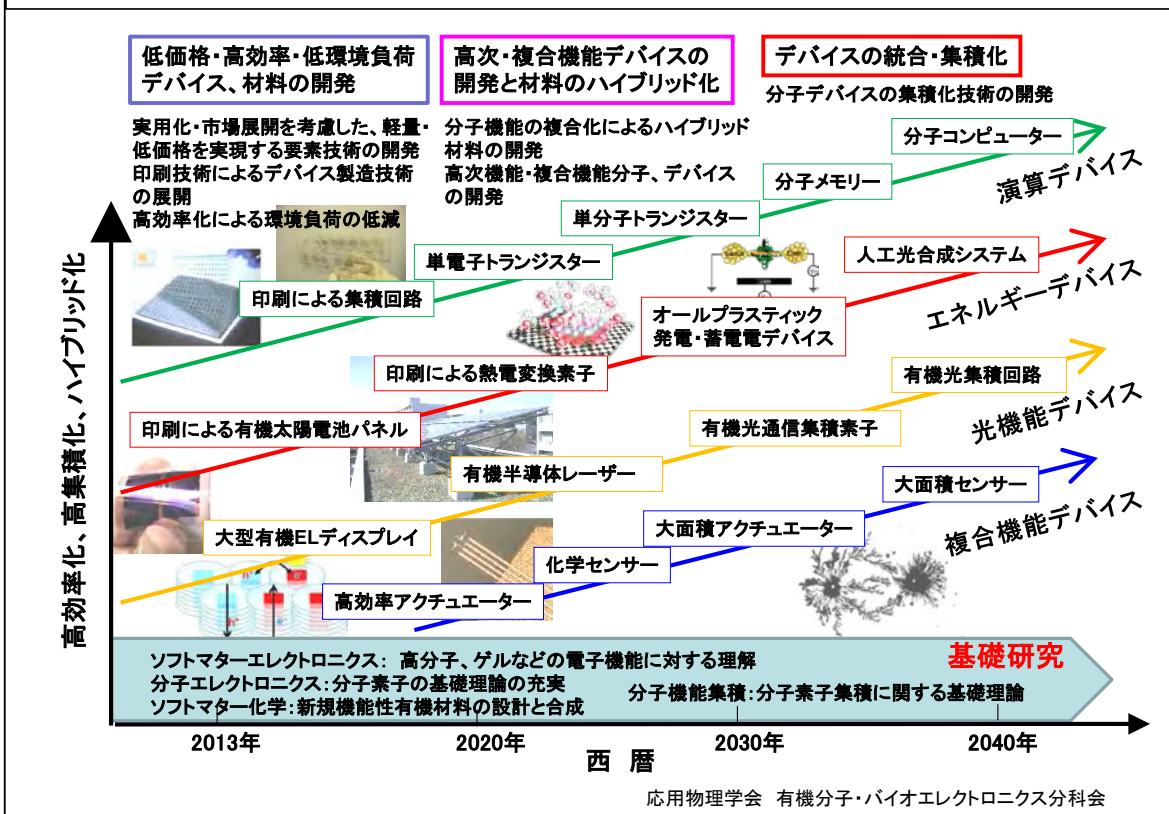 低価格・高効率・低環境負荷
デバイス、材料の開発
実用化・市場展開を考慮した、軽量・
低価格を実現する要素技術の開発
印刷技術によるデバイス製造技術
の展開
高効率化による環境負荷の低減
高次・複合機能デバイスの
開発と材料のハイブリッド化
分子機能の複合化によるハイブリッド
材料の開発
高次機能・複合機能分子、デバイス
の開発
デバイスの統合・集積化
分子デバイスの集積化技術の開発
高効率化、高集積化、ハイブリッド化
印刷による集積回路
単電子トランジスター
単分子トランジスター
分子メモリー
分子コンピューター
演算デバイス
印刷による有機太陽電池パネル
印刷による熱電変換素子
オールプラスティック
発電・蓄電電デバイス
人工光合成システム
エネルギーデバイス
大型有機ELディスプレイ
有機半導体レーザー
有機光通信集積素子
有機光集積回路
光機能デバイス
高効率アクチュエーター
化学センサー
大面積アクチュエーター
大面積センサー
複合機能デバイス
ソフトマターエレクトロニクス： 高分子、ゲルなどの電子機能に対する理解
分子エレクトロニクス：分子素子の基礎理論の充実
ソフトマター化学：新規機能性有機材料の設計と合成
分子機能集積：分子素子集積に関する基礎理論
基礎研究
2013年
2020年
2030年
2040年
西 暦
応用物理学会 有機分子・バイオエレクトロニクス分科会